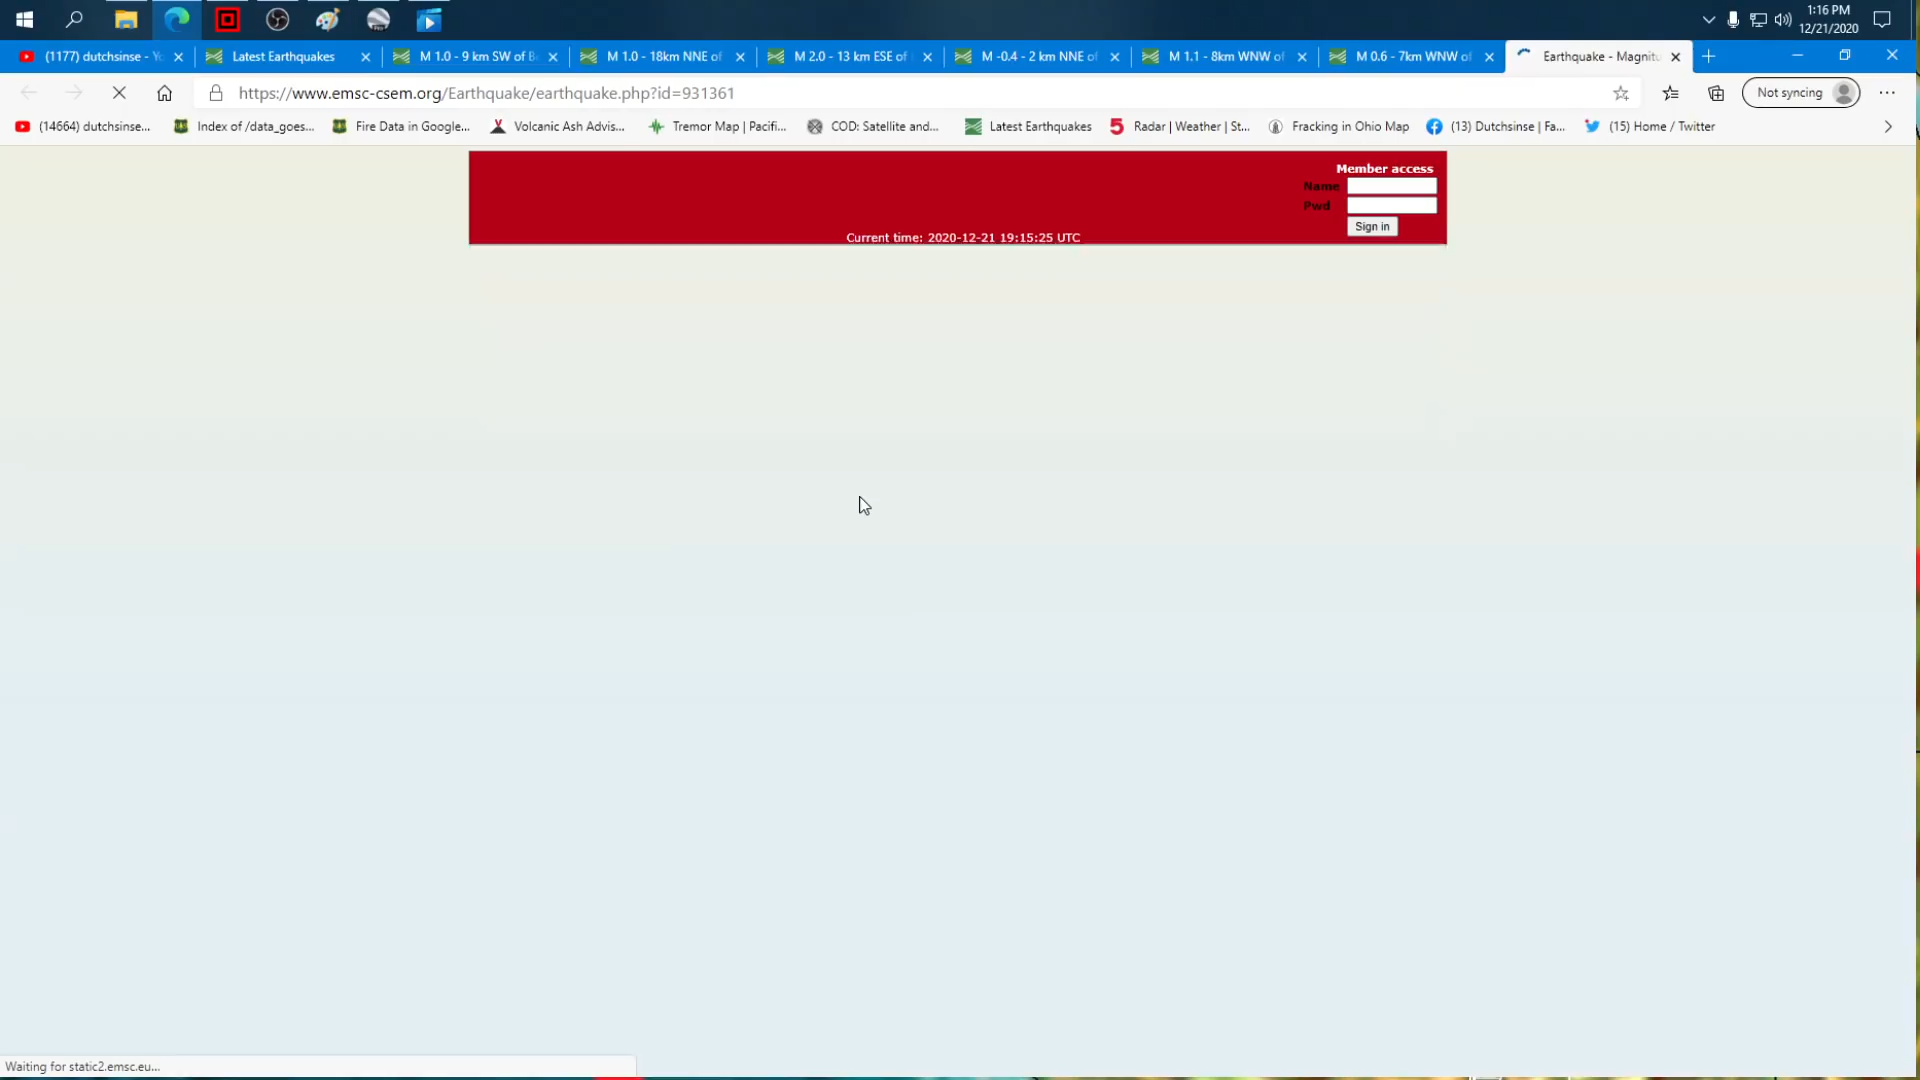 1:16 PM
12/21/2020
(1177) dutchsinse - Yo
Latest Earthquakes
M 1.0 - 9 km SW of B
M 1.0 - 18km NNE of
M 2.0 - 13 km ESE of
M -0.4 - 2 km NNE of
M 1.1 - 8km WNW of
M 0.6 - 7km WNW of
Earthquake - Magnitu
https://www.emsc-csem.org/Earthquake/earthquake.php?id=931361
Not syncing
(14664) dutchsinse...
Index of /data_goes...
Fire Data in Google...
Volcanic Ash Advis...
Tremor Map | Pacifi...
COD: Satellite and...
Latest Earthquakes
5
Radar | Weather | St...
Fracking in Ohio Map
(13) Dutchsinse | Fa...
(15) Home / Twitter
Member access
Name
Pwd
Sign in
Current time: 2020-12-21 19:15:25 UTC
Waiting for static2.emsc.eu...